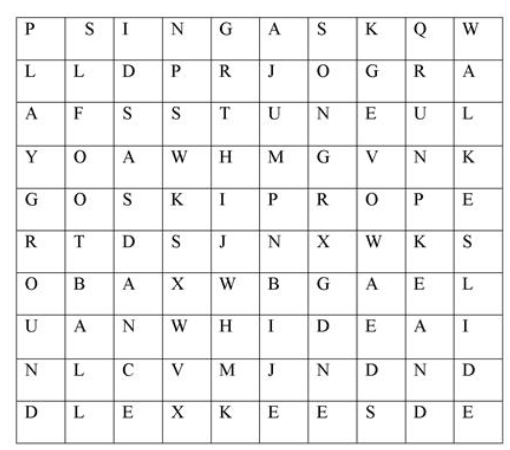 P S I N G A S K Q W
L L D P R J O G R A
A F S S T U N E U L
Y O A W H M G V N K
G O S K I P R O P E
R T D S J N X W K S
O B A X W B G A E L
U A N W H I D E A I
N L C V M J N D N D
D L E X K E E S D E